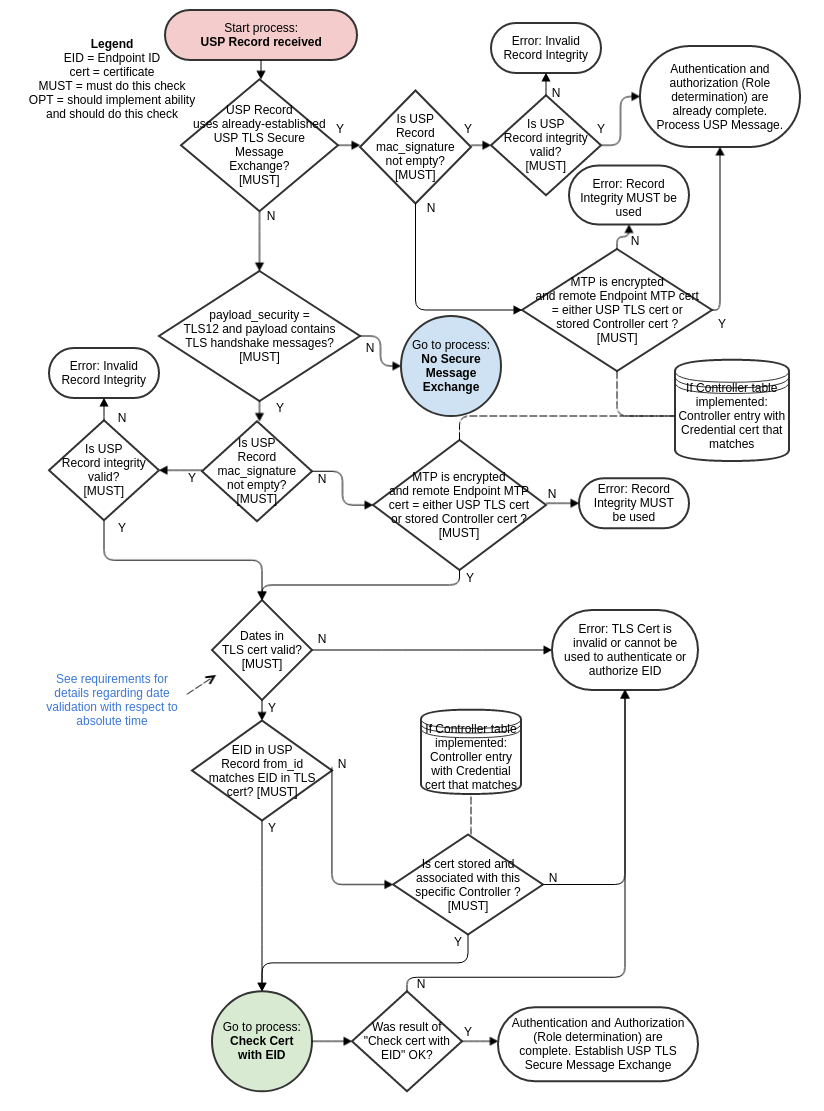 Start process:
USP Record received
Legend
EID = Endpoint ID
cert = certificate
MUST = must do this check
OPT = should implement ability
and should do this check
USP Record
uses already-established
USP TLS Secure
Message
Exchange?
[MUST]
Y
N
Is USP
Record
mac_signature
not empty?
[MUST]
Y
N
Error: Invalid
Record Integrity
N
Is USP
Record integrity
valid?
[MUST]
Y
Authentication and
authorization (Role
determination) are
already complete.
Process USP Message.
Error: Record
Integrity MUST be
used
N
MTP is encrypted
and remote Endpoint MTP cert
= either USP TLS cert or
stored Controller cert ?
[MUST]
Y
payload_security =
TLS12 and payload contains
TLS handshake messages?
[MUST]
N
Y
Go to process:
No Secure
Message
Exchange
If Controller table
implemented:
Controller entry with
Credential cert that
matches
Error: Invalid
Record Integrity
N
Is USP
Record integrity
valid?
[MUST]
Y
Y
Is USP
Record
mac_signature
not empty?
[MUST]
N
MTP is encrypted
and remote Endpoint MTP
cert = either USP TLS cert
or stored Controller cert ?
[MUST]
N
Y
Error: Record
Integrity MUST
be used
Dates in
TLS cert valid?
[MUST]
N
Y
Error: TLS Cert is
invalid or cannot be
used to authenticate or
authorize EID
See requirements for
details regarding date
validation with respect to
absolute time
EID in USP
Record from_id
matches EID in TLS
cert? [MUST]
N
Y
If Controller table
implemented:
Controller entry
with Credential
cert that matches
Is cert stored and
associated with this
specific Controller ?
[MUST]
N
Y
Go to process:
Check Cert
with EID
N
Was result of
"Check cert with
EID" OK?
Y
Authentication and Authorization
(Role determination) are
complete. Establish USP TLS
Secure Message Exchange